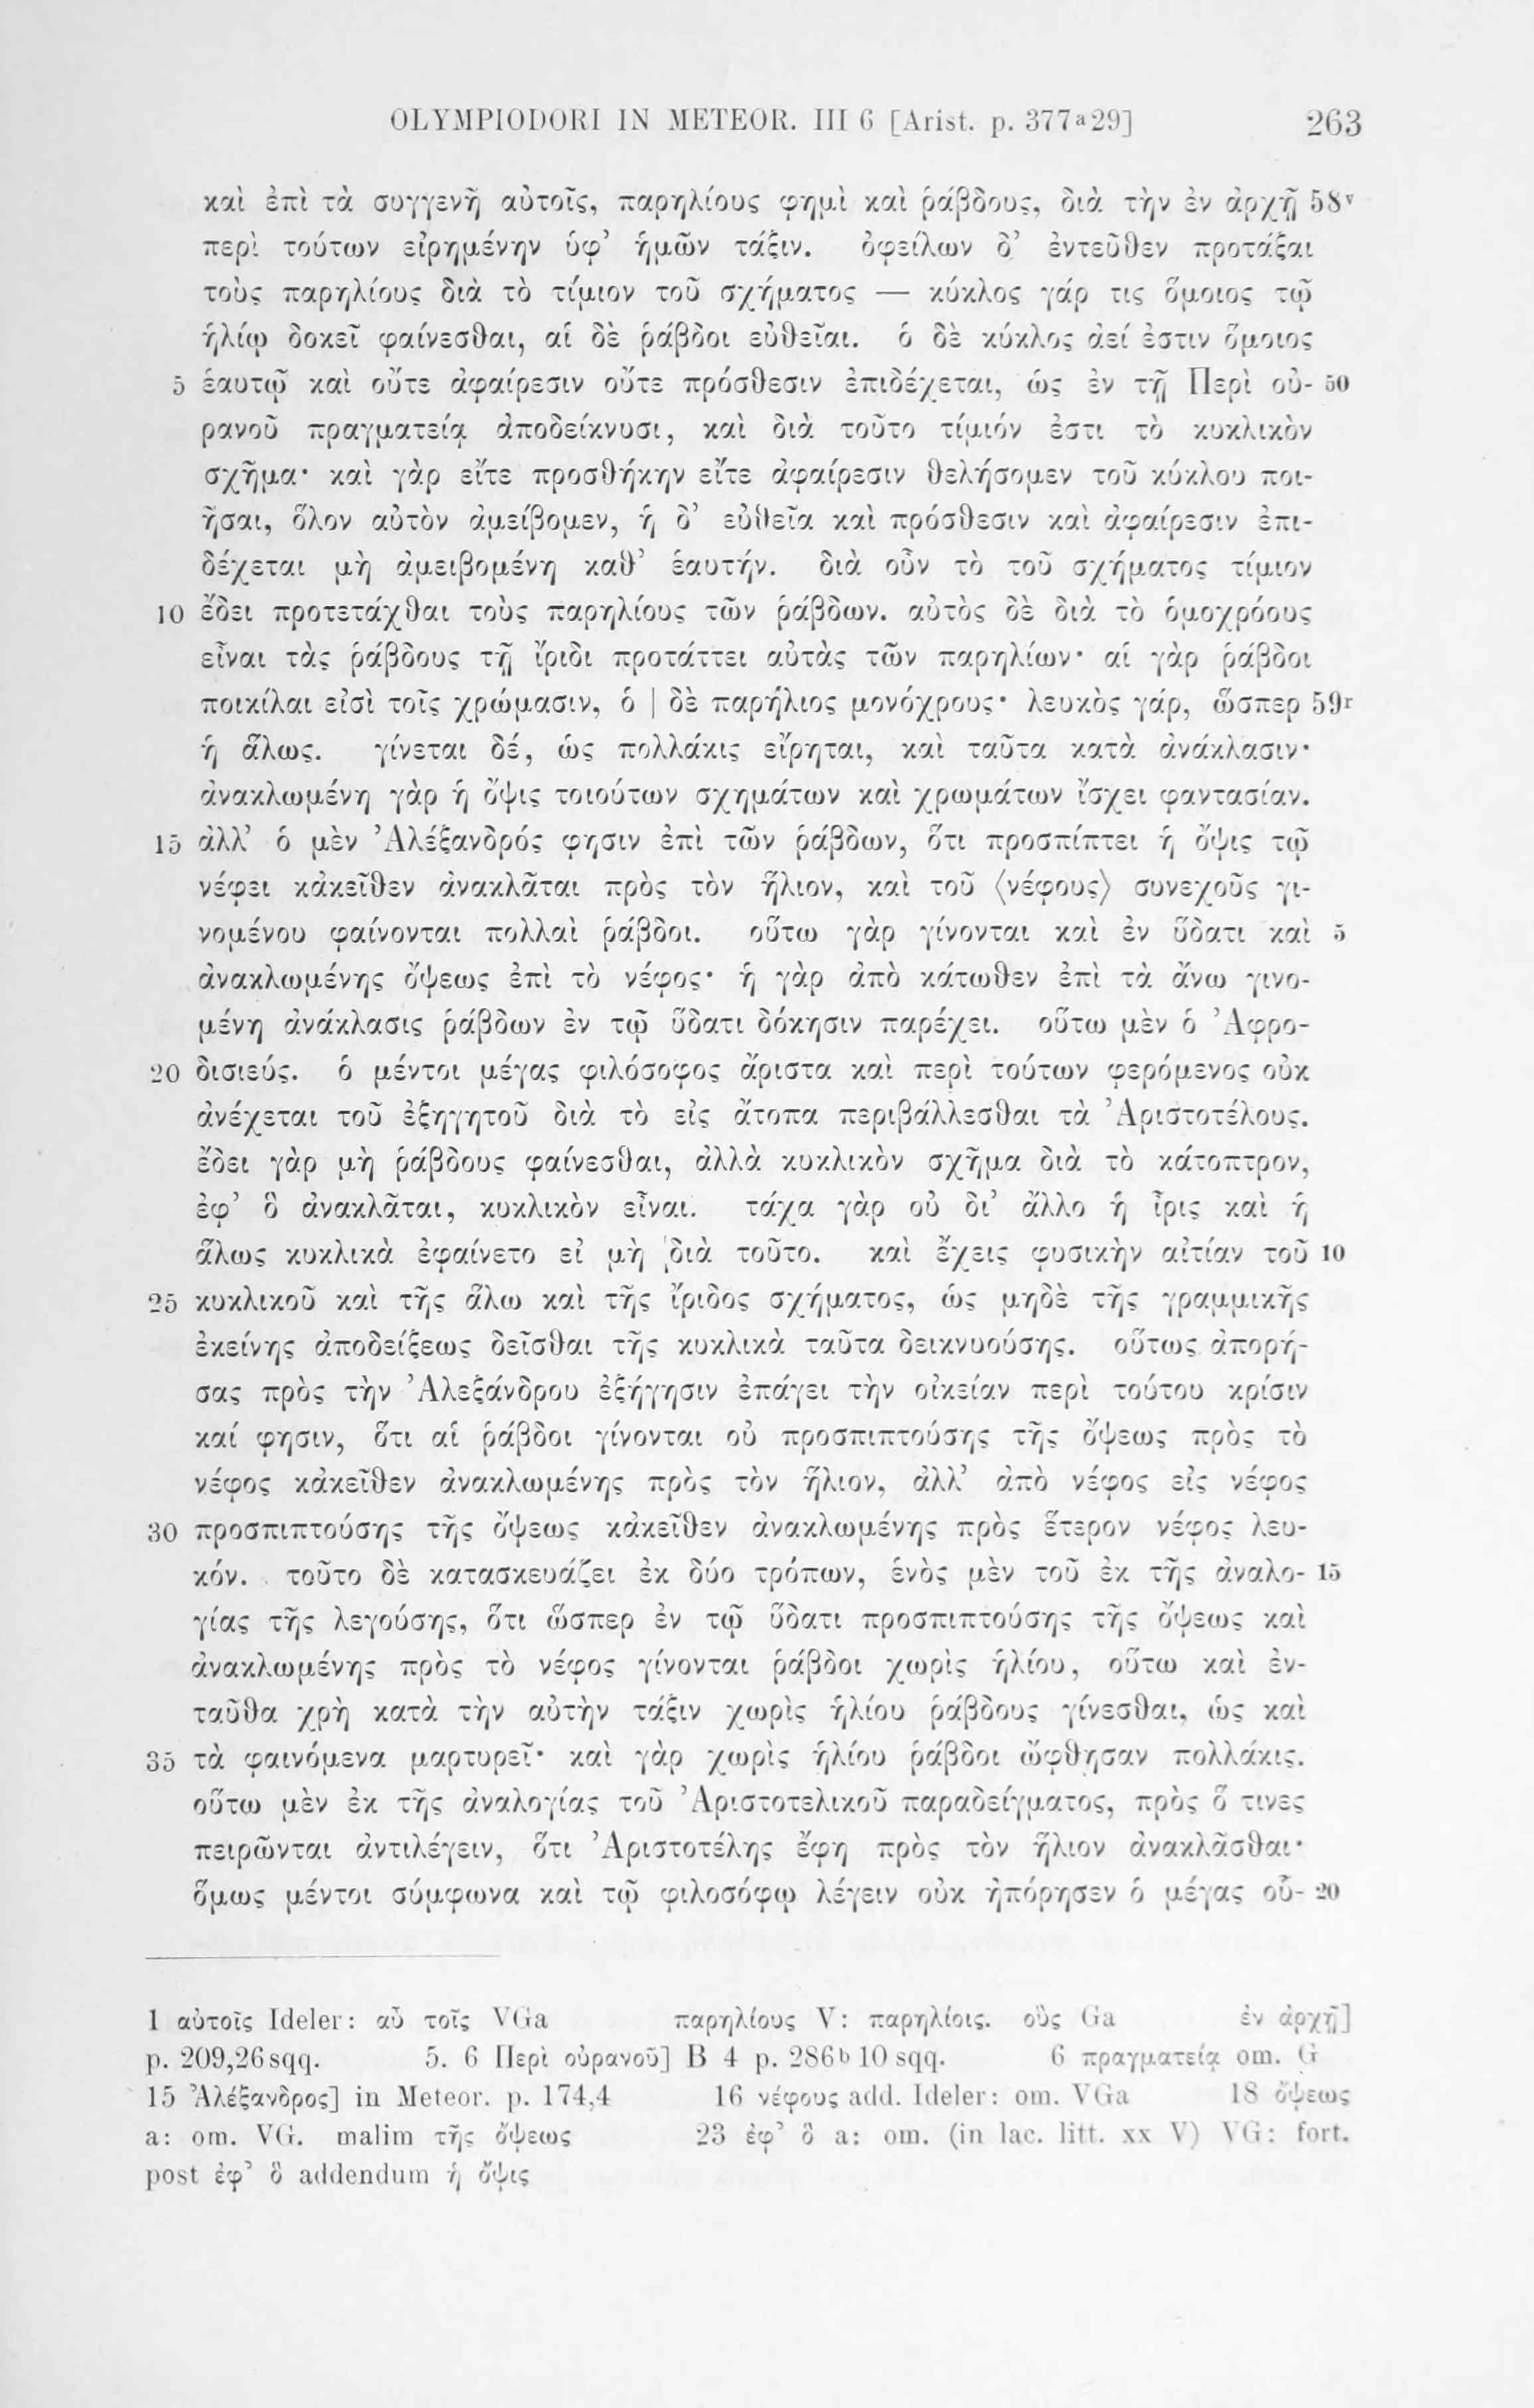 OLYMPIODORI IN METEOR. III 6 [Arist. p. 377a29] 263
καὶ ἐπὶ τὰ συγγενῆ αὐτοῖς, παρηλίους φημὶ καὶ ῥάβδους, διὰ τὴν ἐν ἀρχῇ 58v
περὶ τούτων εἰρημένην ὑφ’ ἡμῶν τάξιν. ὀφείλων δ’ ἐντεῦθεν προτάξαι
τοὺς παρηλίους διὰ τὸ τίμιον τοῦ σχήματος — κύκλος γάρ τις ὅμοιος τῷ
ἡλίῳ δοκεῖ φαίνεσθαι, αἱ δὲ ῥάβδοι εὐθεῖαι. ὁ δὲ κύκλος ἀεί ἐστιν ὅμοιος
5 ἑαυτῷ καὶ οὔτε ἀφαίρεσιν οὔτε πρόσθεσιν ἐπιδέχεται, ὡς ἐν τῇ Περὶ οὐ- 50
ρανοῦ πραγματείᾳ ἀποδείκνυσι, καὶ διὰ τοῦτο τίμιόν ἐστι τὸ κυκλικὸν
σχῆμα· καὶ γὰρ εἴτε προσθήκην εἴτε ἀφαίρεσιν θελήσομεν τοῦ κύκλου ποι-
ῆσαι, ὅλον αὐτὸν ἀμείβομεν, ἡ δ’ εὐθεῖα καὶ πρόσθεσιν καὶ ἀφαίρεσιν ἐπι-
δέχεται μὴ ἀμειβομένη καθ’ ἑαυτήν. διὰ οὖν τὸ τοῦ σχήματος τίμιον
10 ἔδει προτετάχθαι τοὺς παρηλίους τῶν ῥάβδων. αὐτὸς δὲ διὰ τὸ ὁμοχρόους
εἶναι τὰς ῥάβδους τῇ ἴριδι προτάττει αὐτὰς τῶν παρηλίων· αἱ γὰρ ῥάβδοι
ποικίλαι εἰσὶ τοῖς χρώμασιν, ὁ | δὲ παρήλιος μονόχρους· λευκὸς γάρ, ὥσπερ 59r
ἡ ἅλως. γίνεται δέ, ὡς πολλάκις εἴρηται, καὶ ταῦτα κατὰ ἀνάκλασιν·
ἀνακλωμένη γὰρ ἡ ὄψις τοιούτων σχημάτων καὶ χρωμάτων ἴσχει φαντασίαν.
15 ἀλλ’ ὁ μὲν Ἀλέξανδρός φησιν ἐπὶ τῶν ῥάβδων, ὅτι προσπίπτει ἡ ὄψις τῷ
νέφει κἀκεῖθεν ἀνακλᾶται πρὸς τὸν ἥλιον, καὶ τοῦ ⟨νέφους⟩ συνεχοῦς γι-
νομένου φαίνονται πολλαὶ ῥάβδοι. οὕτω γὰρ γίνονται καὶ ἐν ὕδατι καὶ 5
ἀνακλωμένης ὄψεως ἐπὶ τὸ νέφος· ἡ γὰρ ἀπὸ κάτωθεν ἐπὶ τὰ ἄνω γινο-
μένη ἀνάκλασις ῥάβδων ἐν τῷ ὕδατι δόκησιν παρέχει. οὕτω μὲν ὁ Ἀφρο-
20 δισιεύς. ὁ μέντοι μέγας φιλόσοφος ἄριστα καὶ περὶ τούτων φερόμενος οὐκ
ἀνέχεται τοῦ ἐξηγητοῦ διὰ τὸ εἰς ἄτοπα περιβάλλεσθαι τὰ Ἀριστοτέλους.
ἔδει γὰρ μὴ ῥάβδους φαίνεσθαι, ἀλλὰ κυκλικὸν σχῆμα διὰ τὸ κάτοπτρον,
ἐφ’ ὃ ἀνακλᾶται, κυκλικὸν εἶναι. τάχα γὰρ οὐ δι’ ἄλλο ἡ ἶρις καὶ ἡ
ἅλως κυκλικὰ ἐφαίνετο εἰ μὴ διὰ τοῦτο. καὶ ἔχεις φυσικὴν αἰτίαν τοῦ 10
25 κυκλικοῦ καὶ τῆς ἅλω καὶ τῆς ἴριδος σχήματος, ὡς μηδὲ τῆς γραμμικῆς
ἐκείνης ἀποδείξεως δεῖσθαι τῆς κυκλικὰ ταῦτα δεικνυούσης. οὕτως ἀπορή-
σας πρὸς τὴν Ἀλεξάνδρου ἐξήγησιν ἐπάγει τὴν οἰκείαν περὶ τούτου κρίσιν
καί φησιν, ὅτι αἱ ῥάβδοι γίνονται οὐ προσπιπτούσης τῆς ὄψεως πρὸς τὸ
νέφος κἀκεῖθεν ἀνακλωμένης πρὸς τὸν ἥλιον, ἀλλ’ ἀπὸ νέφος εἰς νέφος
30 προσπιπτούσης τῆς ὄψεως κἀκεῖθεν ἀνακλωμένης πρὸς ἕτερον νέφος λευ-
κόν. τοῦτο δὲ κατασκευάζει ἐκ δύο τρόπων, ἑνὸς μὲν τοῦ ἐκ τῆς ἀναλο- 15
γίας τῆς λεγούσης, ὅτι ὥσπερ ἐν τῷ ὕδατι προσπιπτούσης τῆς ὄψεως καὶ
ἀνακλωμένης πρὸς τὸ νέφος γίνονται ῥάβδοι χωρὶς ἡλίου, οὕτω καὶ ἐν-
ταῦθα χρὴ κατὰ τὴν αὐτὴν τάξιν χωρὶς ἡλίου ῥάβδους γίνεσθαι, ὡς καὶ
35 τὰ φαινόμενα μαρτυρεῖ· καὶ γὰρ χωρὶς ἡλίου ῥάβδοι ὤφθησαν πολλάκις.
οὕτω μὲν ἐκ τῆς ἀναλογίας τοῦ Ἀριστοτελικοῦ παραδείγματος, πρὸς ὅ τινες
πειρῶνται ἀντιλέγειν, ὅτι Ἀριστοτέλης ἔφη πρὸς τὸν ἥλιον ἀνακλᾶσθαι·
ὅμως μέντοι σύμφωνα καὶ τῷ φιλοσόφῳ λέγειν οὐκ ἠπόρησεν ὁ μέγας οὗ- 20
1 αὐτοῖς Ideler: αὖ τοῖς VGa παρηλίους V: παρηλίοις. οὓς Ga ἐν ἀρχῇ]
p. 209,26 sqq. 5. 6 Περὶ οὐρανοῦ] B 4 p. 286b 10 sqq. 6 πραγματείᾳ om. G
15 Ἀλέξανδρος] in Meteor. p. 174,4 16 νέφους add. Ideler: om. VGa 18 ὄψεως
a: om. VG. malim τῆς ὄψεως 23 ἐφ’ ὃ a: om. (in lac. litt. xx V) VG: fort.
post ἐφ’ ὃ addendum ἡ ὄψις